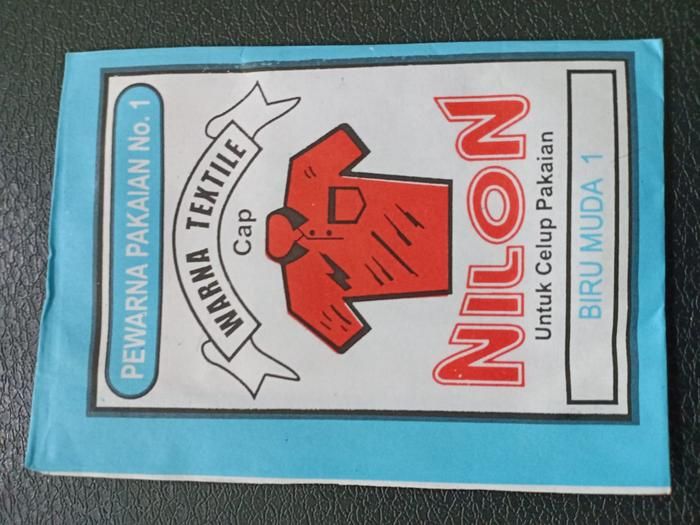 PEWARNA PAKAIAN No. 1
WARNA TEXTILE
Cap
NILON
Untuk Celup Pakaian
BIRU MUDA 1